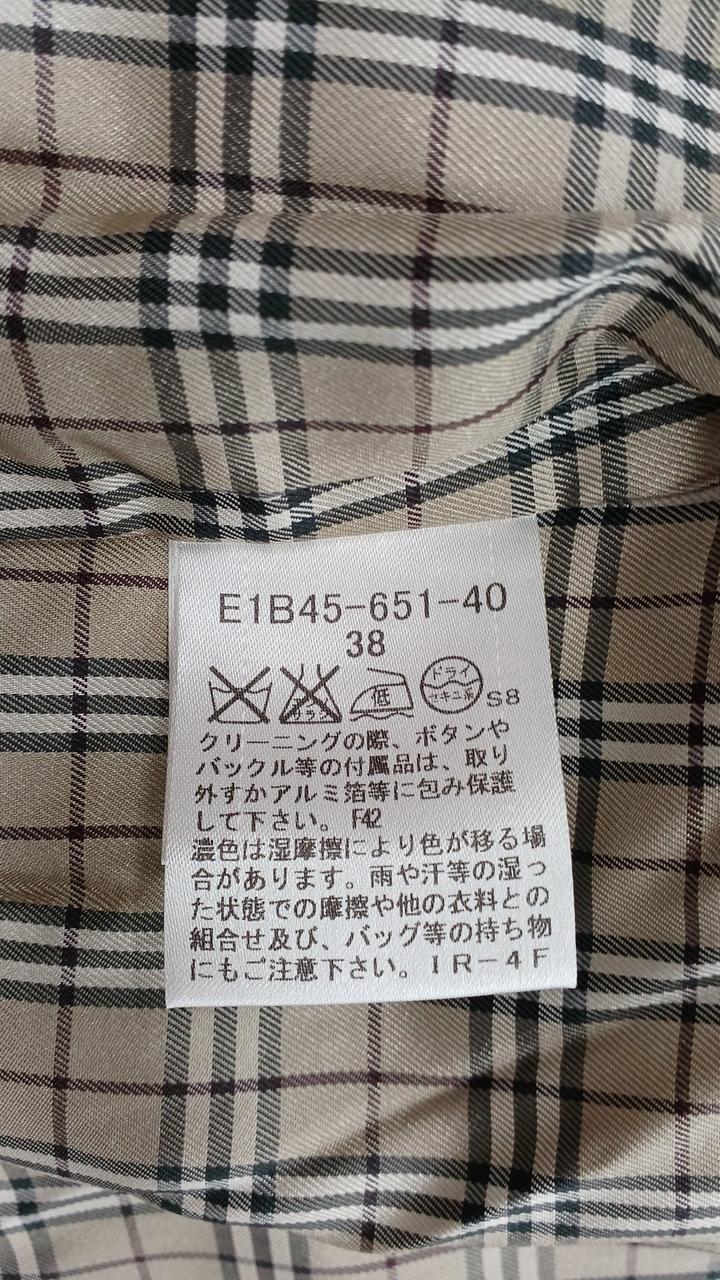 E1B45-651-40
38
サラシ
低
ドライ
セキユ系
S8
クリーニングの際、ボタンや
バックル等の付属品は、取り
外すかアルミ箔等に包み保護
して下さい。 F42
濃色は湿摩擦により色が移る場
合があります。雨や汗等の湿っ
た状態での摩擦や他の衣料との
組合せ及び、バッグ等の持ち物
にもご注意下さい。IR-4F